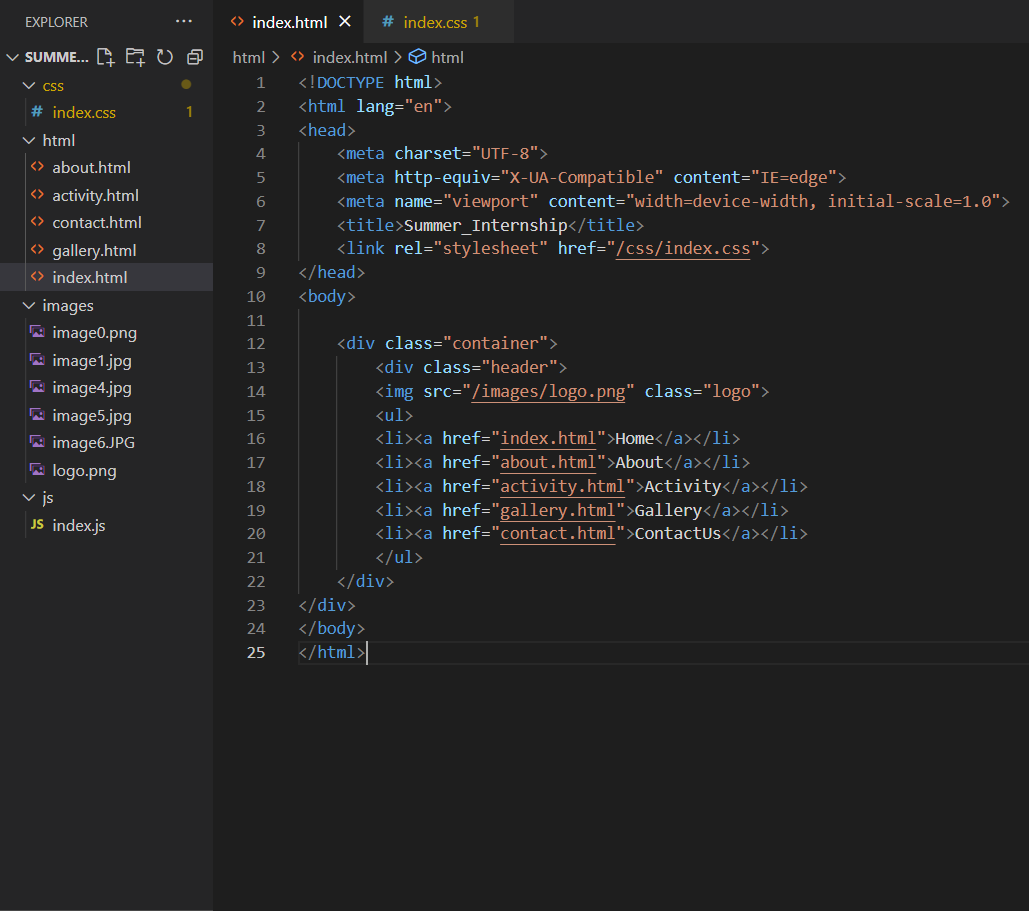 EXPLORER ···
SUMME...
css
# index.css 1
html
<> about.html
<> activity.html
<> contact.html
<> gallery.html
<> index.html
images
image0.png
image1.jpg
image4.jpg
image5.jpg
image6.JPG
logo.png
js
JS index.js
<> index.html ×
# index.css 1
html > <> index.html > html
1 <!DOCTYPE html>
2 <html lang="en">
3 <head>
4     <meta charset="UTF-8">
5     <meta http-equiv="X-UA-Compatible" content="IE=edge">
6     <meta name="viewport" content="width=device-width, initial-scale=1.0">
7     <title>Summer_Internship</title>
8     <link rel="stylesheet" href="/css/index.css">
9 </head>
10 <body>
11
12     <div class="container">
13         <div class="header">
14         <img src="/images/logo.png" class="logo">
15         <ul>
16         <li><a href="index.html">Home</a></li>
17         <li><a href="about.html">About</a></li>
18         <li><a href="activity.html">Activity</a></li>
19         <li><a href="gallery.html">Gallery</a></li>
20         <li><a href="contact.html">ContactUs</a></li>
21         </ul>
22     </div>
23 </div>
24 </body>
25 </html>